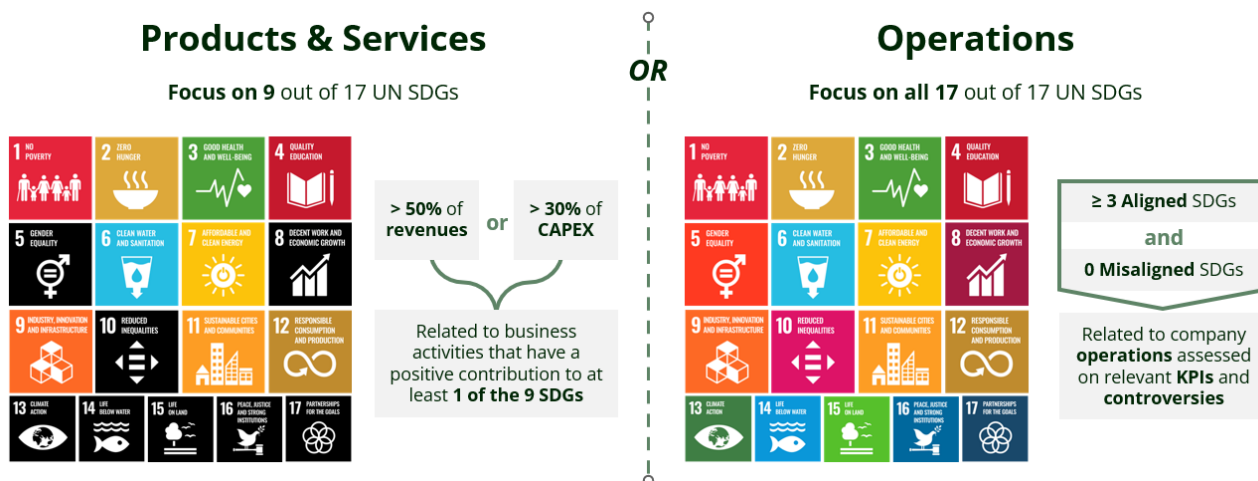 Products & Services
Focus on 9 out of 17 UN SDGs
1 NO
POVERTY
2 ZERO
HUNGER
3 GOOD HEALTH
AND WELL-BEING
4 QUALITY
EDUCATION
5 GENDER
EQUALITY
6 CLEAN WATER
AND SANITATION
7 AFFORDABLE AND
CLEAN ENERGY
8 DECENT WORK AND
ECONOMIC GROWTH
9 INDUSTRY, INNOVATION
AND INFRASTRUCTURE
10 REDUCED
INEQUALITIES
11 SUSTAINABLE CITIES
AND COMMUNITIES
12 RESPONSIBLE
CONSUMPTION
AND PRODUCTION
13 CLIMATE
ACTION
14 LIFE
BELOW WATER
15 LIFE
ON LAND
16 PEACE, JUSTICE
AND STRONG
INSTITUTIONS
17 PARTNERSHIPS
FOR THE GOALS
> 50% of
revenues
or
> 30% of
CAPEX
Related to business
activities that have a
positive contribution to at
least 1 of the 9 SDGs
OR
Operations
Focus on all 17 out of 17 UN SDGs
1 NO
POVERTY
2 ZERO
HUNGER
3 GOOD HEALTH
AND WELL-BEING
4 QUALITY
EDUCATION
5 GENDER
EQUALITY
6 CLEAN WATER
AND SANITATION
7 AFFORDABLE AND
CLEAN ENERGY
8 DECENT WORK AND
ECONOMIC GROWTH
9 INDUSTRY, INNOVATION
AND INFRASTRUCTURE
10 REDUCED
INEQUALITIES
11 SUSTAINABLE CITIES
AND COMMUNITIES
12 RESPONSIBLE
CONSUMPTION
AND PRODUCTION
13 CLIMATE
ACTION
14 LIFE
BELOW WATER
15 LIFE
ON LAND
16 PEACE, JUSTICE
AND STRONG
INSTITUTIONS
17 PARTNERSHIPS
FOR THE GOALS
≥ 3 Aligned SDGs
and
0 Misaligned SDGs
Related to company
operations assessed
on relevant KPIs and
controversies